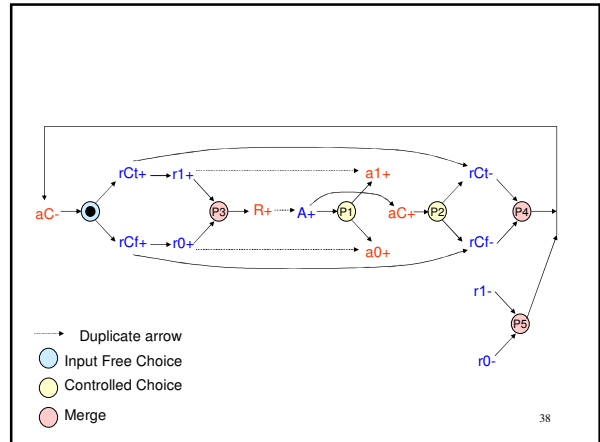 rCt+ r1+ a1+ rCt-
aC- P3 R+ A+ P1 aC+ P2 P4
rCf+ r0+ a0+ rCf-
r1-
P5
r0-
Duplicate arrow
Input Free Choice
Controlled Choice
Merge
38